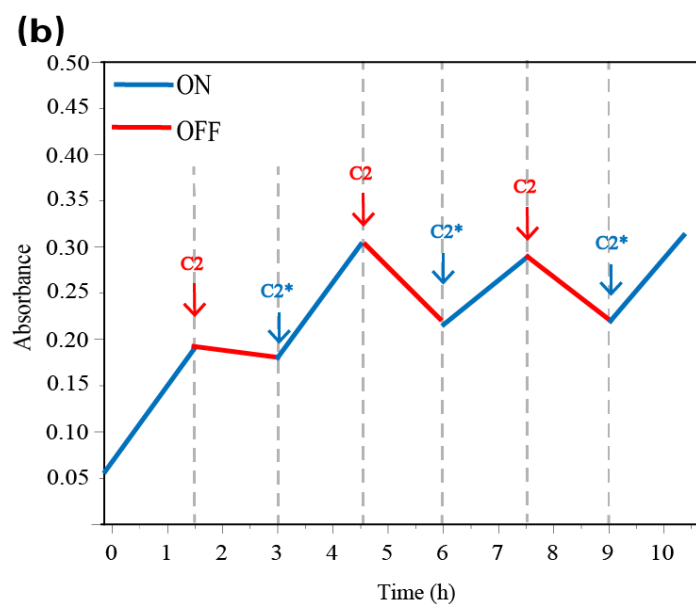 (b)
0.50
0.45
0.40
0.35
0.30
0.25
0.20
0.15
0.10
0.05
Absorbance
ON
OFF
C2
C2*
C2
C2*
C2
C2*
0 1 2 3 4 5 6 7 8 9 10
Time (h)